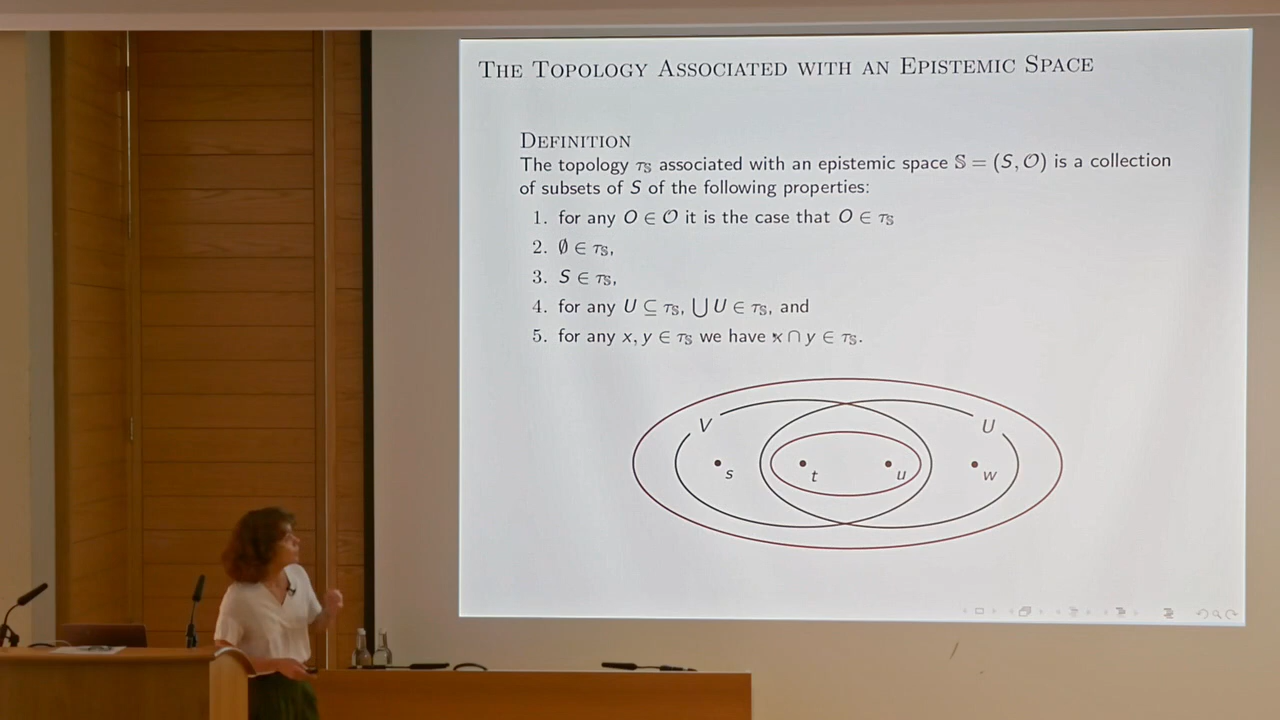 THE TOPOLOGY ASSOCIATED WITH AN EPISTEMIC SPACE
DEFINITION
The topology τ𝕊 associated with an epistemic space 𝕊 = (S, 𝒪) is a collection
of subsets of S of the following properties:
1. for any O ∈ 𝒪 it is the case that O ∈ τ𝕊
2. ∅ ∈ τ𝕊,
3. S ∈ τ𝕊,
4. for any U ⊆ τ𝕊, ⋃ U ∈ τ𝕊, and
5. for any x, y ∈ τ𝕊 we have x ∩ y ∈ τ𝕊.
V U
s t u w